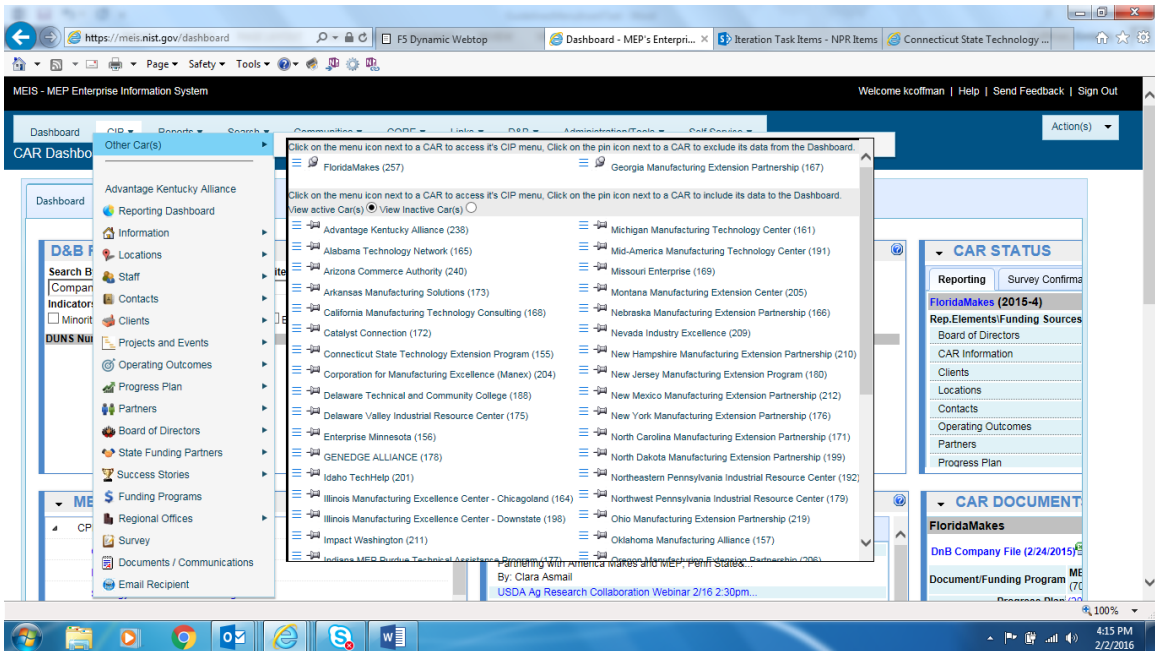 https://meis.nist.gov/dashboard
F5 Dynamic Webtop
Dashboard - MEP's Enterpri...
Iteration Task Items - NPR Items
Connecticut State Technology ...
Page Safety Tools
MEIS - MEP Enterprise Information System
Welcome kcoffman | Help | Send Feedback | Sign Out
Dashboard CIP Reports Search Communities CORE Links D&B Administration/Tools Self Service
Action(s)
CAR Dashbo
Other Car(s)
Advantage Kentucky Alliance
Reporting Dashboard
Information
Locations
Staff
Contacts
Clients
Projects and Events
Operating Outcomes
Progress Plan
Partners
Board of Directors
State Funding Partners
Success Stories
Funding Programs
Regional Offices
Survey
Documents / Communications
Email Recipient
Click on the menu icon next to a CAR to access it's CIP menu, Click on the pin icon next to a CAR to exclude its data from the Dashboard.
FloridaMakes (257)
Georgia Manufacturing Extension Partnership (167)
Click on the menu icon next to a CAR to access it's CIP menu, Click on the pin icon next to a CAR to include its data to the Dashboard.
View active Car(s) View Inactive Car(s)
Advantage Kentucky Alliance (238)
Michigan Manufacturing Technology Center (161)
Alabama Technology Network (165)
Mid-America Manufacturing Technology Center (191)
Arizona Commerce Authority (240)
Missouri Enterprise (169)
Arkansas Manufacturing Solutions (173)
Montana Manufacturing Extension Center (205)
California Manufacturing Technology Consulting (168)
Nebraska Manufacturing Extension Partnership (166)
Catalyst Connection (172)
Nevada Industry Excellence (209)
Connecticut State Technology Extension Program (155)
New Hampshire Manufacturing Extension Partnership (210)
Corporation for Manufacturing Excellence (Manex) (204)
New Jersey Manufacturing Extension Program (180)
Delaware Technical and Community College (188)
New Mexico Manufacturing Extension Partnership (212)
Delaware Valley Industrial Resource Center (175)
New York Manufacturing Extension Partnership (176)
Enterprise Minnesota (156)
North Carolina Manufacturing Extension Partnership (171)
GENEDGE ALLIANCE (178)
North Dakota Manufacturing Extension Partnership (199)
Idaho TechHelp (201)
Northeastern Pennsylvania Industrial Resource Center (192)
Illinois Manufacturing Excellence Center - Chicagoland (164)
Northwest Pennsylvania Industrial Resource Center (179)
Illinois Manufacturing Excellence Center - Downstate (198)
Ohio Manufacturing Extension Partnership (219)
Impact Washington (211)
Oklahoma Manufacturing Alliance (157)
Indiana MEP Purdue Technical Assistance Program (177)
Oregon Manufacturing Extension Partnership (206)
Dashboard
D&B
Search B
Compan
Indicator
Minorit
DUNS Nu
ME
CP
Partnering with America Makes and MEP, Penn State&...
By: Clara Asmail
USDA Ag Research Collaboration Webinar 2/16 2:30pm...
CAR STATUS
Reporting Survey Confirma
FloridaMakes (2015-4)
Rep.Elements\Funding Sources
Board of Directors
CAR Information
Clients
Locations
Contacts
Operating Outcomes
Partners
Progress Plan
CAR DOCUMENT
FloridaMakes
DnB Company File (2/24/2015)
Document/Funding Program
100%
4:15 PM
2/2/2016